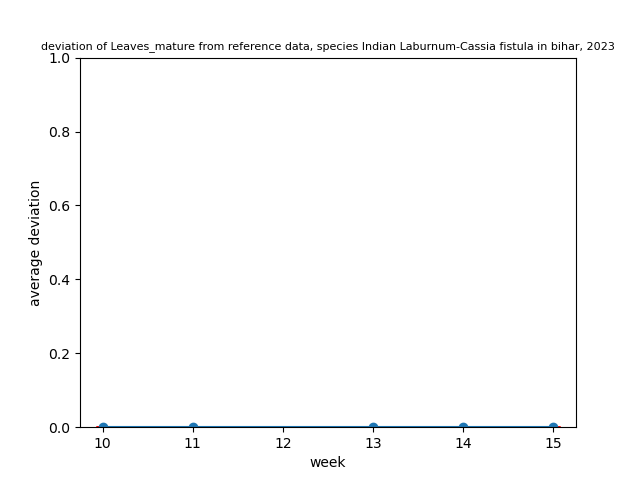 deviation of Leaves_mature from reference data, species Indian Laburnum-Cassia fistula in bihar, 2023
1.0
0.8
0.6
0.4
0.2
0.0
average deviation
10 11 12 13 14 15
week